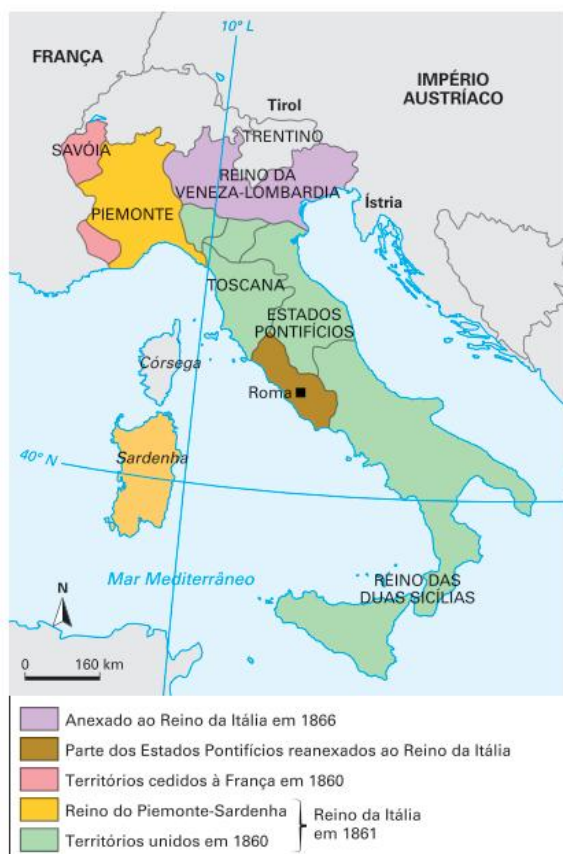 10º L
FRANÇA
IMPÉRIO
AUSTRÍACO
Tirol
TRENTINO
SAVÓIA
REINO DA
VENEZA-LOMBARDIA
Ístria
PIEMONTE
TOSCANA
ESTADOS
PONTIFÍCIOS
Córsega
Roma
Sardenha
40º N
Mar Mediterrâneo
REINO DAS
DUAS SICÍLIAS
N
0 160 km
Anexado ao Reino da Itália em 1866
Parte dos Estados Pontifícios reanexados ao Reino da Itália
Territórios cedidos à França em 1860
Reino do Piemonte-Sardenha
Territórios unidos em 1860
Reino da Itália
em 1861